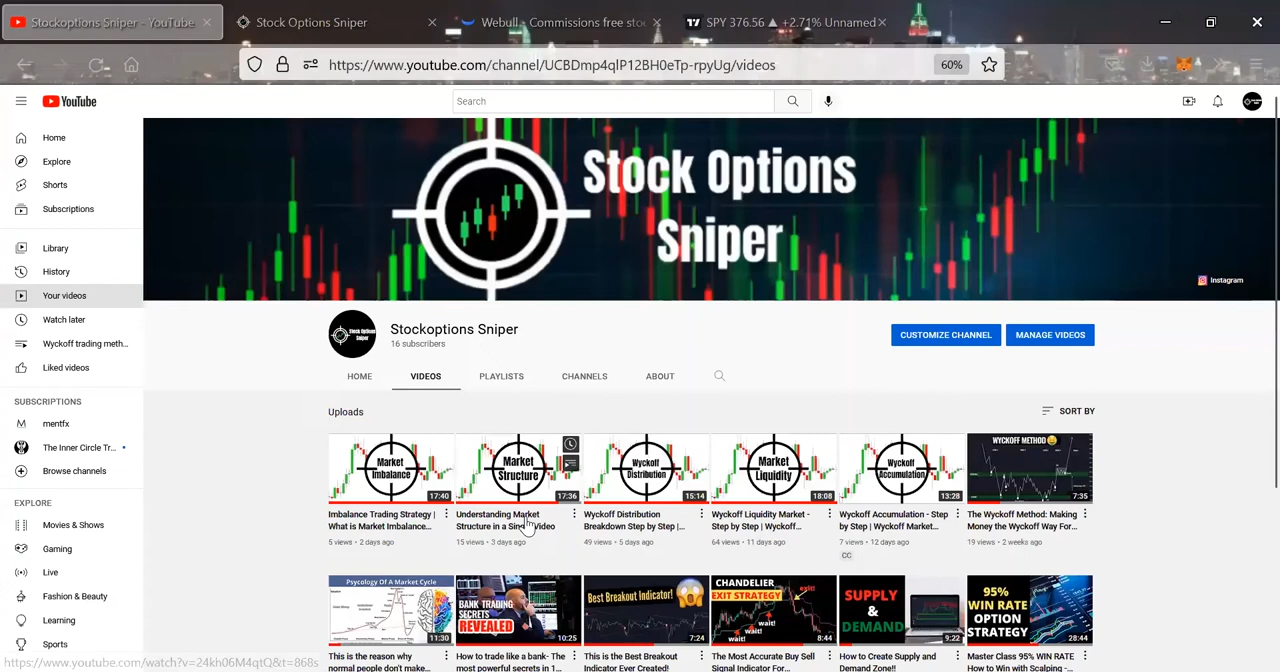 Stockoptions Sniper - YouTube
Stock Options Sniper
Webull - Commissions free sto
SPY 376.56 ▲ +2.71% Unnamed
https://www.youtube.com/channel/UCBDmp4qIP12BH0eTp-rpyUg/videos
60%
YouTube
Search
Home
Explore
Shorts
Subscriptions
Library
History
Your videos
Watch later
Wyckoff trading meth...
Liked videos
SUBSCRIPTIONS
mentfx
The Inner Circle Tr...
Browse channels
EXPLORE
Movies & Shows
Gaming
Live
Fashion & Beauty
Learning
Sports
Stock Options
Sniper
Instagram
Stock Options
Sniper
Stockoptions Sniper
16 subscribers
CUSTOMIZE CHANNEL
MANAGE VIDEOS
HOME
VIDEOS
PLAYLISTS
CHANNELS
ABOUT
Uploads
SORT BY
Market
Imbalance
17:40
Imbalance Trading Strategy |
What is Market Imbalance...
5 views • 2 days ago
Market
Structure
17:36
Understanding Market
Structure in a Video
15 views • 3 days ago
Wyckoff
Distribution
15:14
Wyckoff Distribution
Breakdown Step by Step |...
49 views • 5 days ago
Market
Liquidity
18:08
Wyckoff Liquidity Market -
Step by Step | Wyckoff...
64 views • 11 days ago
Wyckoff
Accumulation
13:28
Wyckoff Accumulation - Step
by Step | Wyckoff Market...
7 views • 12 days ago
CC
WYCKOFF METHOD
7:35
The Wyckoff Method: Making
Money the Wyckoff Way For...
19 views • 2 weeks ago
Psycology Of A Market Cycle
11:30
This is the reason why
normal people don't make...
BANK TRADING
SECRETS
REVEALED
10:25
How to trade like a bank- The
most powerful secrets in 1...
Best Breakout Indicator!
7:24
This is the Best Breakout
Indicator Ever Created!
CHANDELIER
EXIT STRATEGY
exit!
wait!
wait!
wait!
8:44
The Most Accurate Buy Sell
Signal Indicator For...
SUPPLY
&
DEMAND
9:22
How to Create Supply and
Demand Zone!!
95%
WIN RATE
OPTION
STRATEGY
28:44
Master Class 95% WIN RATE
How to Win with Scalping -
https://www.youtube.com/watch?v=24kh06M4qtQ&t=868s